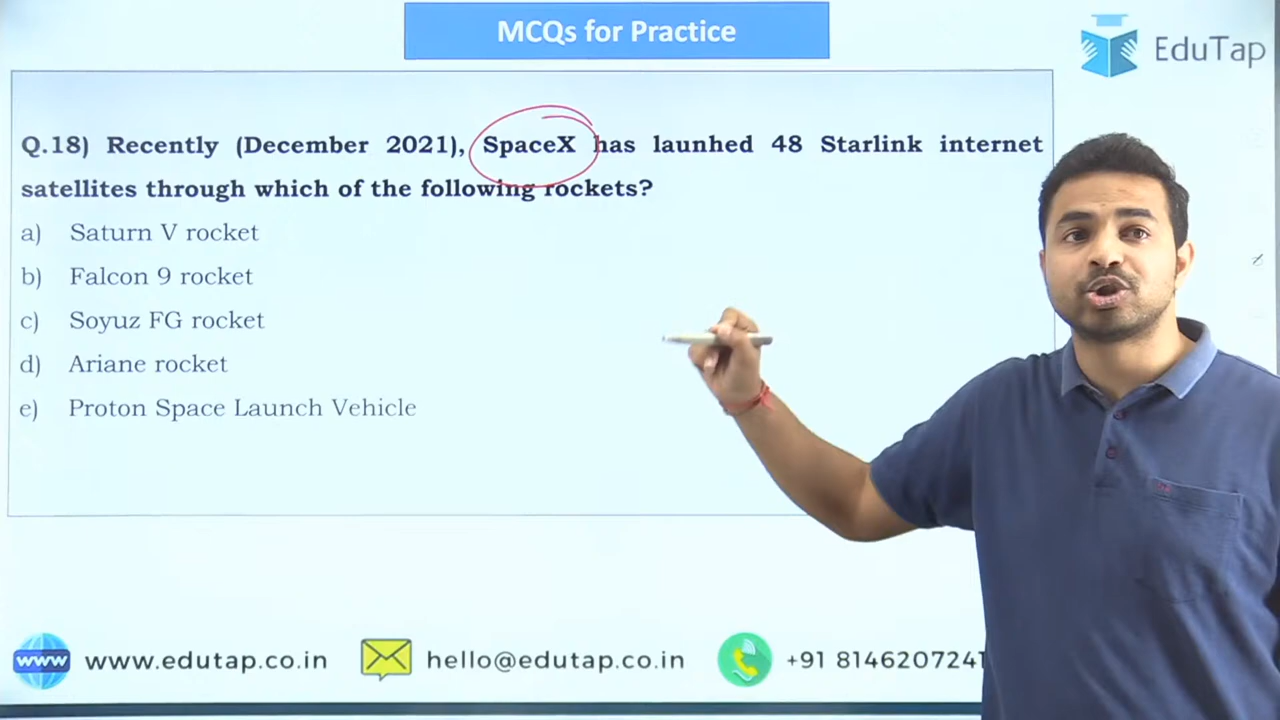 MCQs for Practice
EduTap
Q.18) Recently (December 2021), SpaceX has launhed 48 Starlink internet
satellites through which of the following rockets?
a) Saturn V rocket
b) Falcon 9 rocket
c) Soyuz FG rocket
d) Ariane rocket
e) Proton Space Launch Vehicle
www www.edutap.co.in hello@edutap.co.in +91 8146207241